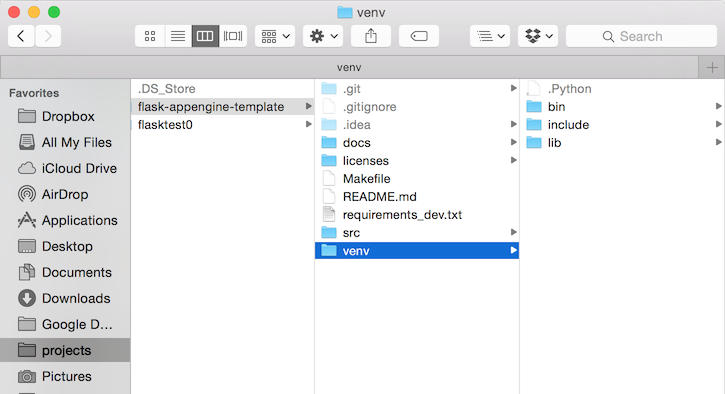 venv
Search
venv
Favorites
Dropbox
All My Files
iCloud Drive
AirDrop
Applications
Desktop
Documents
Downloads
Google D...
projects
Pictures
.DS_Store
flask-appengine-template
flasktest0
.git
.gitignore
.idea
docs
licenses
Makefile
README.md
requirements_dev.txt
src
venv
.Python
bin
include
lib